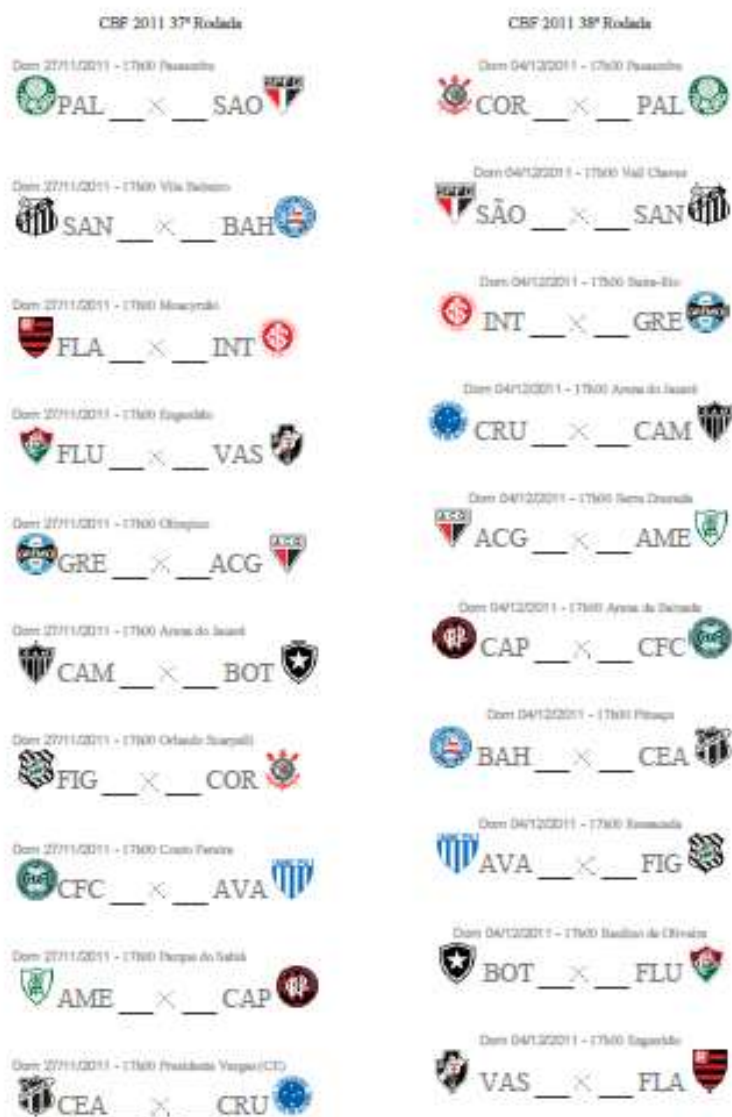 CBF 2011 37ª Rodada
Dom 27/11/2011 - 17h00 Pacaembu
PAL __ × __ SAO
Dom 27/11/2011 - 17h00 Vila Belmiro
SAN __ × __ BAH
Dom 27/11/2011 - 17h00
FLA __ × __ INT
Dom 27/11/2011 - 17h00 Engenhão
FLU __ × __ VAS
Dom 27/11/2011 - 17h00 Olímpico
GRE __ × __ ACG
Dom 27/11/2011 - 17h00 Arena do Jacaré
CAM __ × __ BOT
Dom 27/11/2011 - 17h00 Orlando Scarpelli
FIG __ × __ COR
Dom 27/11/2011 - 17h00 Couto Pereira
CFC __ × __ AVA
Dom 27/11/2011 - 17h00 Parque do Sabiá
AME __ × __ CAP
Dom 27/11/2011 - 17h00 Presidente Vargas (CE)
CEA __ × __ CRU
CBF 2011 38ª Rodada
Dom 04/12/2011 - 17h00 Pacaembu
COR __ × __ PAL
Dom 04/12/2011 - 17h00 Chaves
SÃO __ × __ SAN
Dom 04/12/2011 - 17h00 Beira-Rio
INT __ × __ GRE
Dom 04/12/2011 - 17h00 Arena do Jacaré
CRU __ × __ CAM
Dom 04/12/2011 - 17h00 Serra Dourada
ACG __ × __ AME
Dom 04/12/2011 - 17h00 Arena da Baixada
CAP __ × __ CFC
Dom 04/12/2011 - 17h00 Pituaçu
BAH __ × __ CEA
Dom 04/12/2011 - 17h00 Ressacada
AVA __ × __ FIG
Dom 04/12/2011 - 17h00 de Oliveira
BOT __ × __ FLU
Dom 04/12/2011 - 17h00 Engenhão
VAS __ × __ FLA